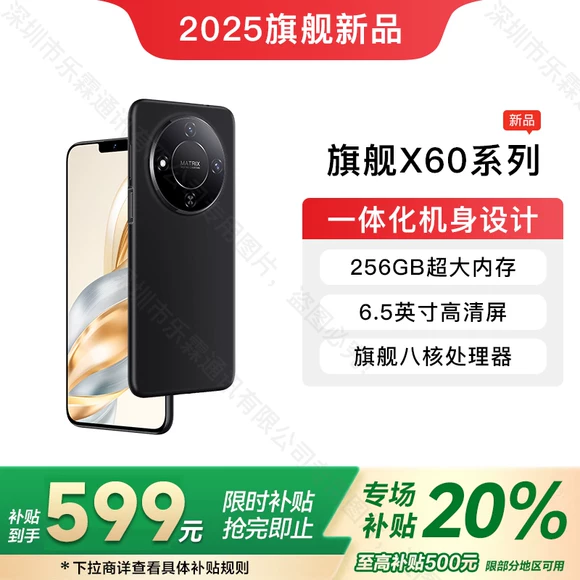 2025旗舰新品
新品
旗舰X60系列
一体化机身设计
256GB超大内存
6.5英寸高清屏
旗舰八核处理器
MATRIX
补贴到手 599元
限时补贴
抢完即止
专场补贴 20%
至高补贴500元 限部分地区可用
*下拉商详查看具体补贴规则